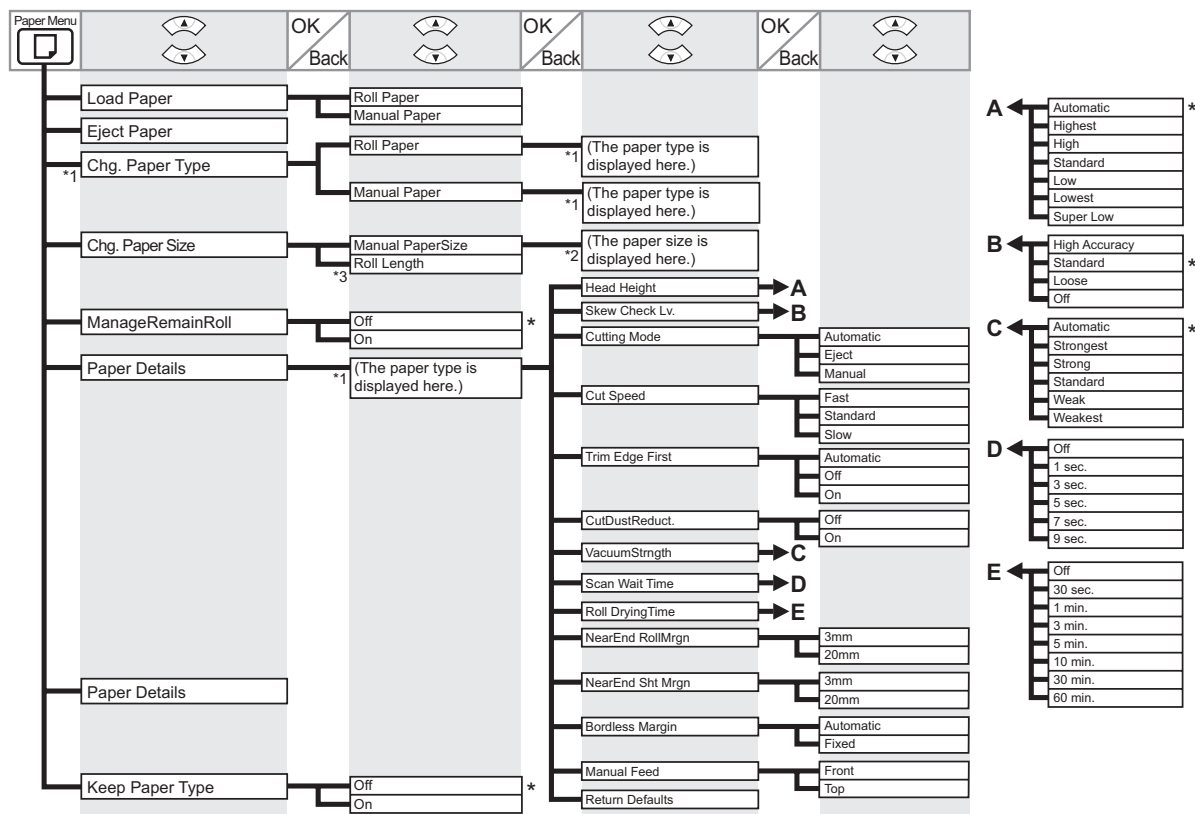 Paper Menu
OK
Back
OK
Back
OK
Back
Load Paper
Roll Paper
Manual Paper
Eject Paper
*1
Chg. Paper Type
Roll Paper
*1
(The paper type is
displayed here.)
Manual Paper
*1
(The paper type is
displayed here.)
Chg. Paper Size
Manual PaperSize
*2
(The paper size is
displayed here.)
*3
Roll Length
ManageRemainRoll
Off
*
On
Paper Details
*1
(The paper type is
displayed here.)
Head Height
A
Skew Check Lv.
B
Cutting Mode
Automatic
Eject
Manual
Cut Speed
Fast
Standard
Slow
Trim Edge First
Automatic
Off
On
CutDustReduct.
Off
On
VacuumStrngth
C
Scan Wait Time
D
Roll DryingTime
E
NearEnd RollMrgn
3mm
20mm
NearEnd Sht Mrgn
3mm
20mm
Bordless Margin
Automatic
Fixed
Manual Feed
Front
Top
Return Defaults
Paper Details
Keep Paper Type
Off
*
On
A
Automatic
*
Highest
High
Standard
Low
Lowest
Super Low
B
High Accuracy
Standard
*
Loose
Off
C
Automatic
*
Strongest
Strong
Standard
Weak
Weakest
D
Off
1 sec.
3 sec.
5 sec.
7 sec.
9 sec.
E
Off
30 sec.
1 min.
3 min.
5 min.
10 min.
30 min.
60 min.